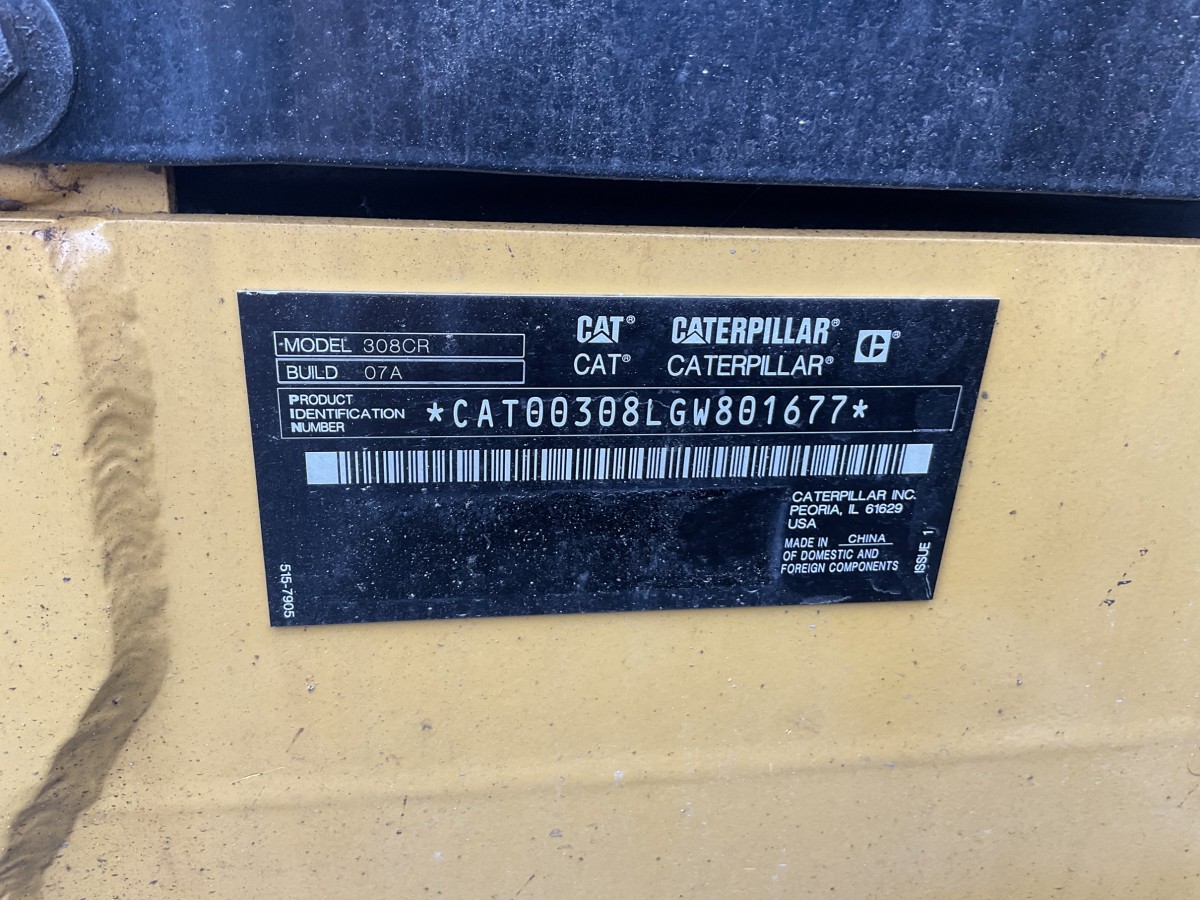 CAT® CATERPILLAR® ®
CAT® CATERPILLAR®
MODEL 308CR
BUILD 07A
PRODUCT
IDENTIFICATION
NUMBER
*CAT00308LGW801677*
CATERPILLAR INC.
PEORIA, IL 61629
USA
MADE IN CHINA
OF DOMESTIC AND
FOREIGN COMPONENTS
ISSUE 1
515-7905